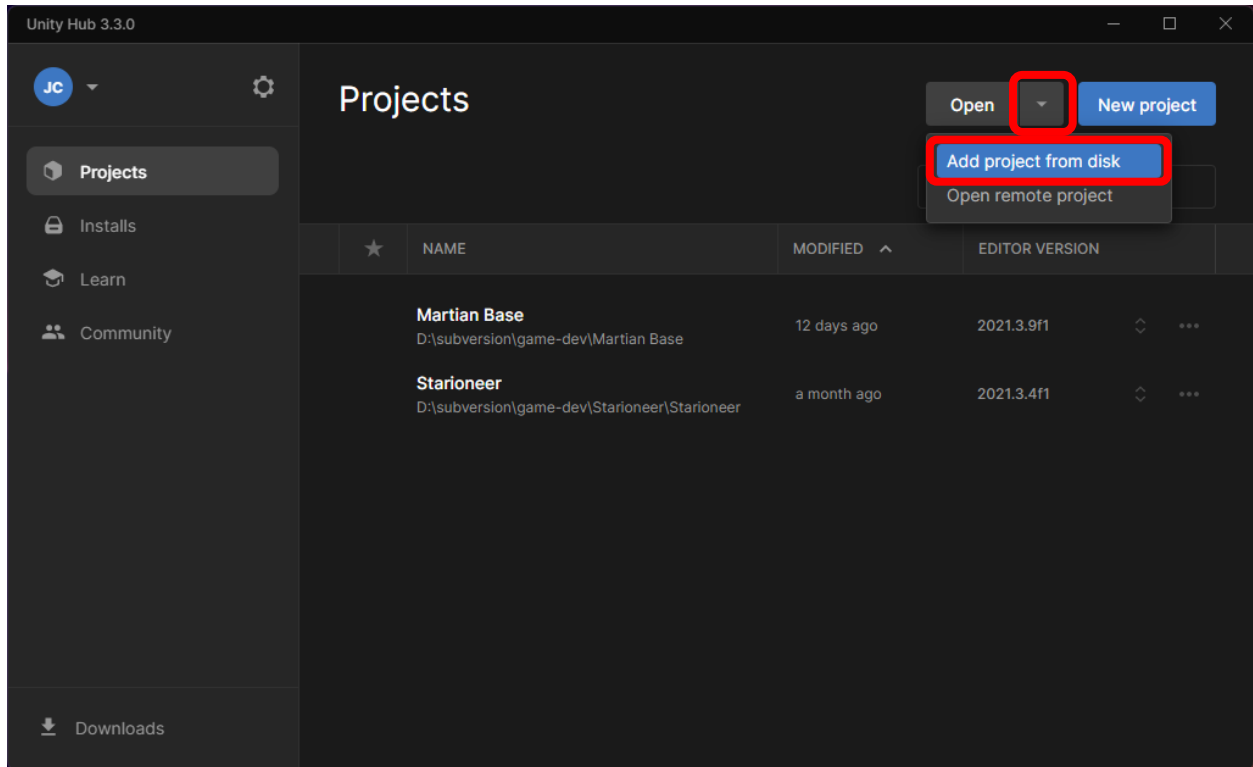 Unity Hub 3.3.0
JC
Projects
Open
New project
Add project from disk
Open remote project
Projects
Installs
Learn
Community
NAME
MODIFIED
EDITOR VERSION
Martian Base
D:\subversion\game-dev\Martian Base
12 days ago
2021.3.9f1
Starioneer
D:\subversion\game-dev\Starioneer\Starioneer
a month ago
2021.3.4f1
Downloads